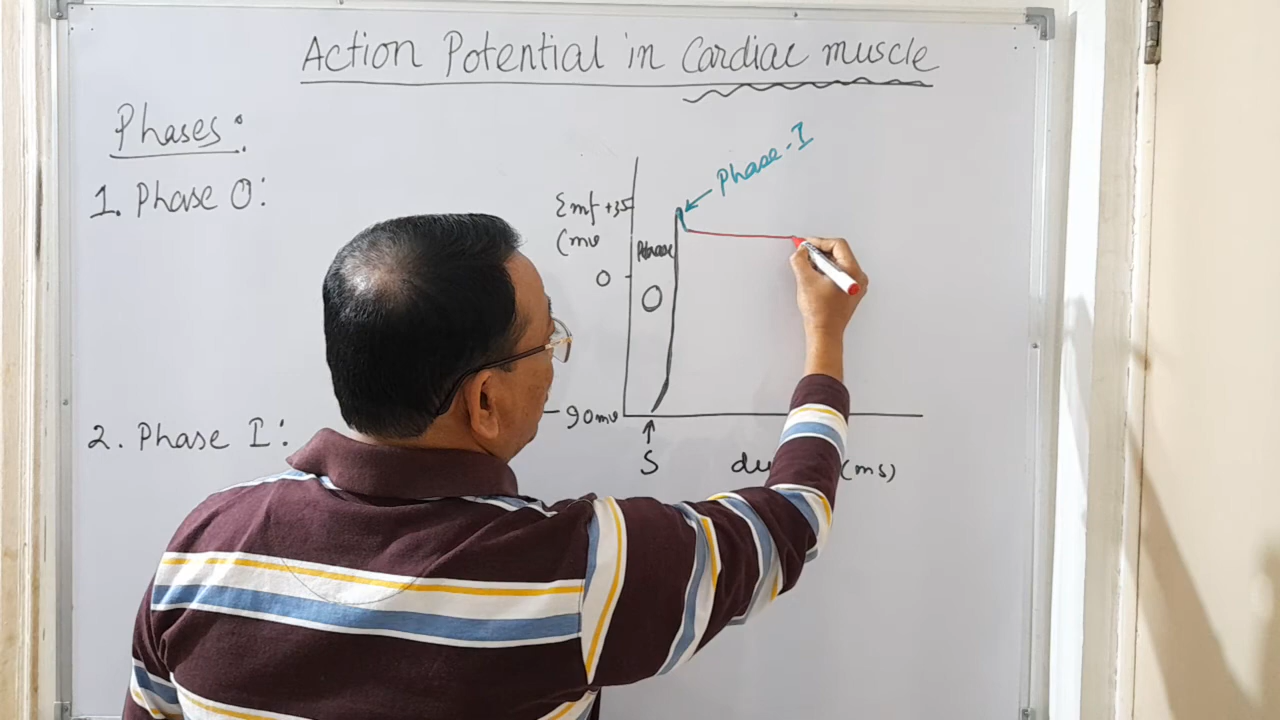 Action Potential in Cardiac muscle
Phases:
1. Phase 0:
2. Phase I:
Phase-I
Emf +35
(mv
Phase
0
0
-90mv
S
(ms)